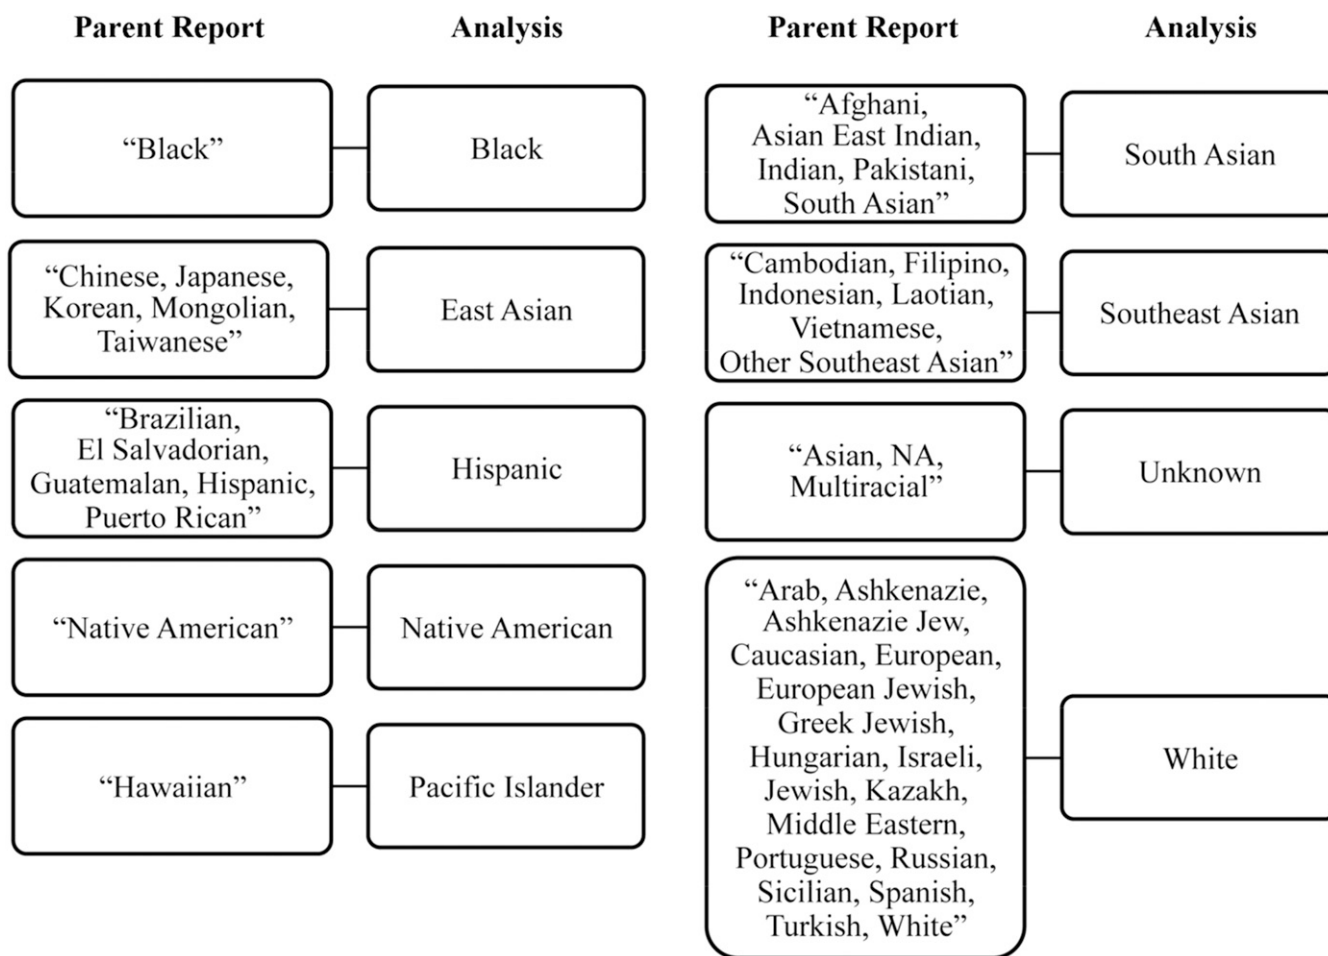 Parent Report
Analysis
“Black”
Black
“Chinese, Japanese,
Korean, Mongolian,
Taiwanese”
East Asian
“Brazilian,
El Salvadorian,
Guatemalan, Hispanic,
Puerto Rican”
Hispanic
“Native American”
Native American
“Hawaiian”
Pacific Islander
Parent Report
Analysis
“Afghani,
Asian East Indian,
Indian, Pakistani,
South Asian”
South Asian
“Cambodian, Filipino,
Indonesian, Laotian,
Vietnamese,
Other Southeast Asian”
Southeast Asian
“Asian, NA,
Multiracial”
Unknown
“Arab, Ashkenazie,
Ashkenazie Jew,
Caucasian, European,
European Jewish,
Greek Jewish,
Hungarian, Israeli,
Jewish, Kazakh,
Middle Eastern,
Portuguese, Russian,
Sicilian, Spanish,
Turkish, White”
White